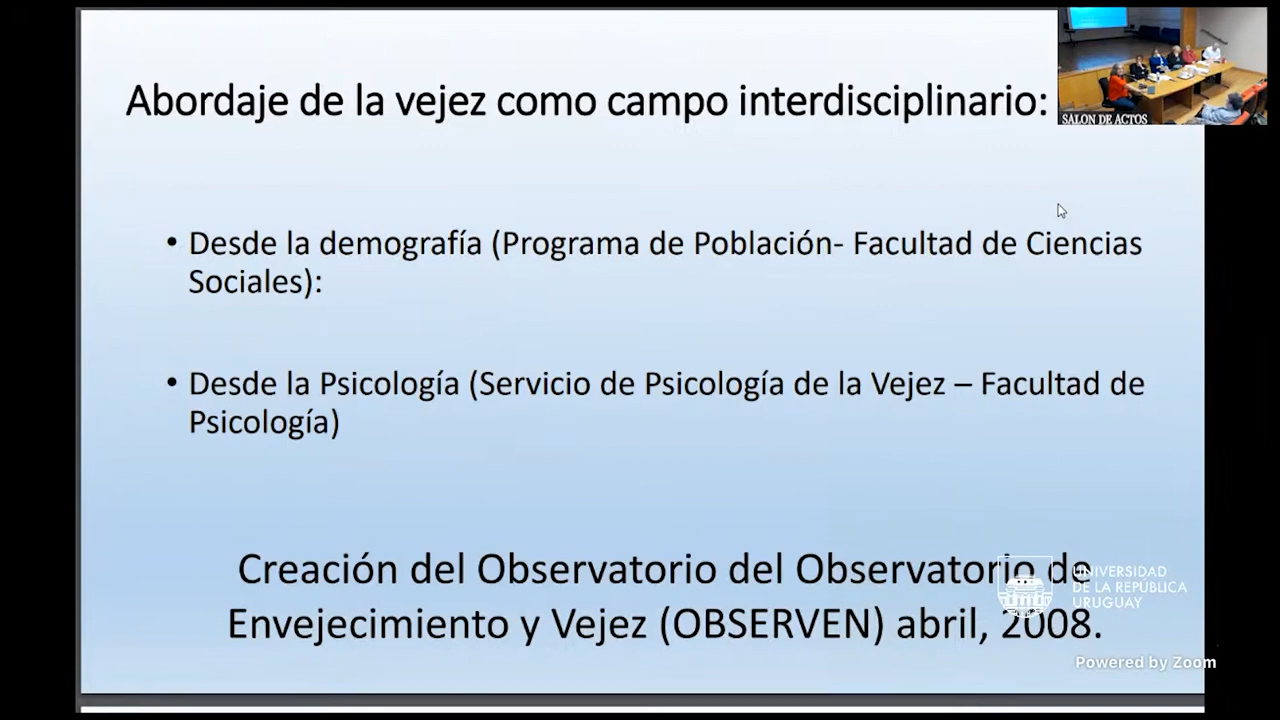 Abordaje de la vejez como campo interdisciplinario:
SALON DE ACTOS
• Desde la demografía (Programa de Población- Facultad de Ciencias
Sociales):
• Desde la Psicología (Servicio de Psicología de la Vejez – Facultad de
Psicología)
Creación del Observatorio del Observatorio de
Envejecimiento y Vejez (OBSERVEN) abril, 2008.
UNIVERSIDAD
DE LA REPÚBLICA
URUGUAY
Powered by Zoom